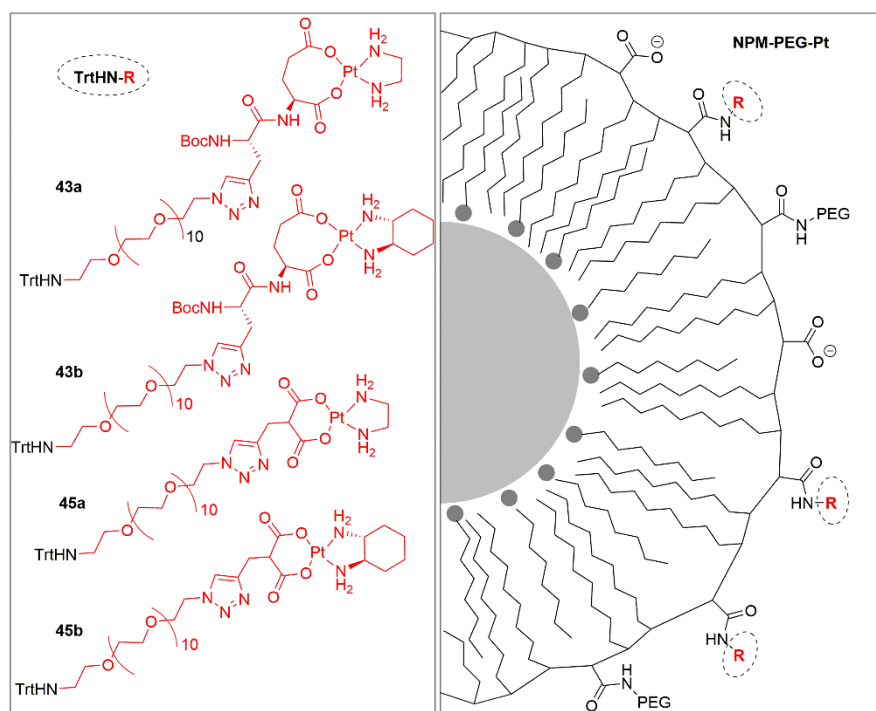 TrtHN-R
O
O
O
O
Pt
H2
N
N
H2
O
NH
BocNH
N
N=N
43a
O
O
10
TrtHN
O
O
O
O
Pt
H2
N
N
H2
O
NH
BocNH
N
N=N
43b
O
O
10
TrtHN
O
O
O
O
Pt
H2
N
N
H2
N
N=N
45a
O
O
10
TrtHN
O
O
O
O
Pt
H2
N
N
H2
N
N=N
45b
O
O
10
TrtHN
NPM-PEG-Pt
O
O⊖
O
N
H
R
O
N
H
PEG
O
O⊖
O
HN
R
O
HN
R
O
H
N
PEG